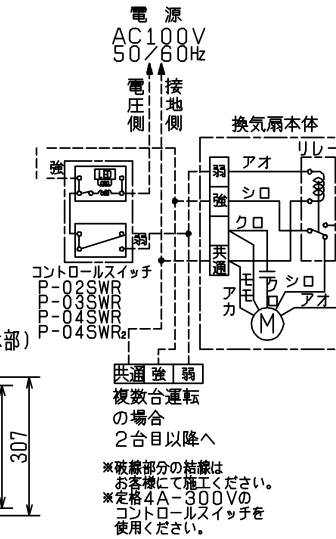 電源
AC100V
50/60Hz
電圧側
接地側
換気扇本体
リレー
強
LED
弱
弱
アオ
強
シロ
クロ
共通
コントロールスイッチ
P-02SWR
P-03SWR
P-04SWR
P-04SWR₂
アカ
モモ
クロ
シロ
アオ
M
部)
共通 強 弱
複数台運転
の場合
2台目以降へ
307
※破線部分の結線は
お客様にて施工ください。
※定格4A-300Vの
コントロールスイッチを
使用ください。